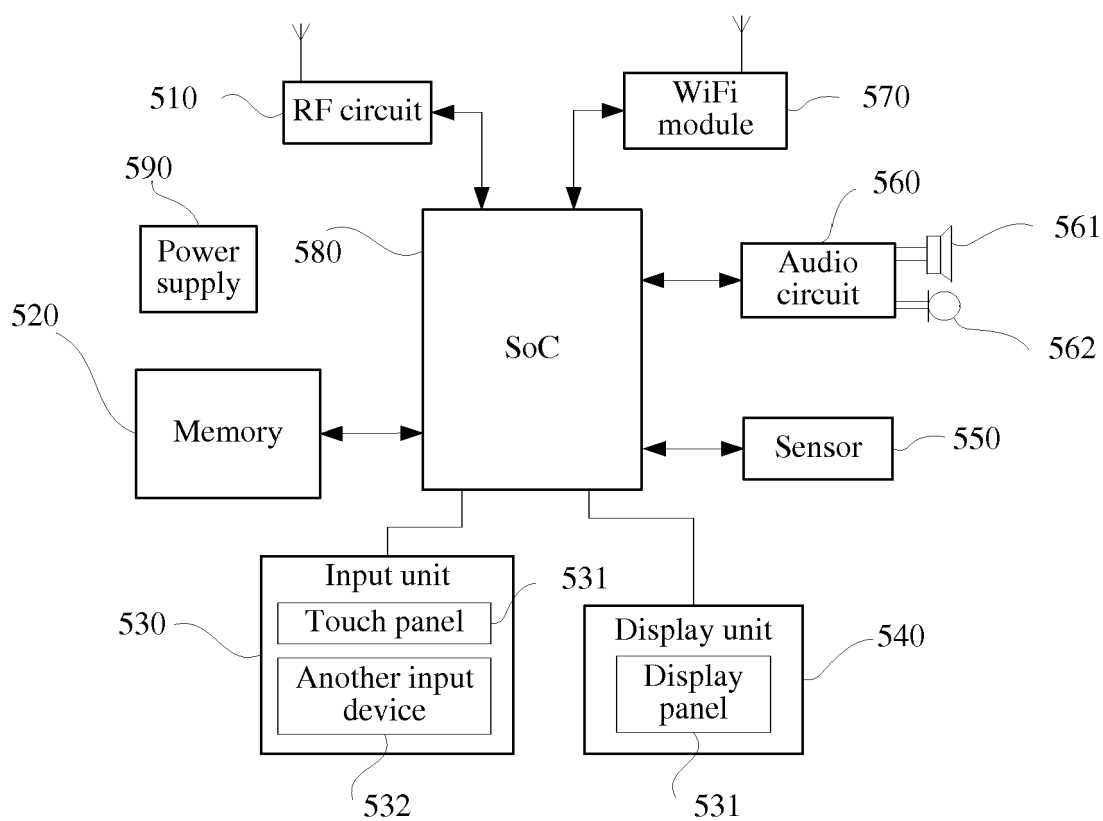 510
RF circuit
WiFi
module
570
590
Power
supply
580
560
Audio
circuit
561
562
520
SoC
Memory
Sensor
550
Input unit
531
Touch panel
530
Another input
device
532
Display unit
540
Display
panel
531